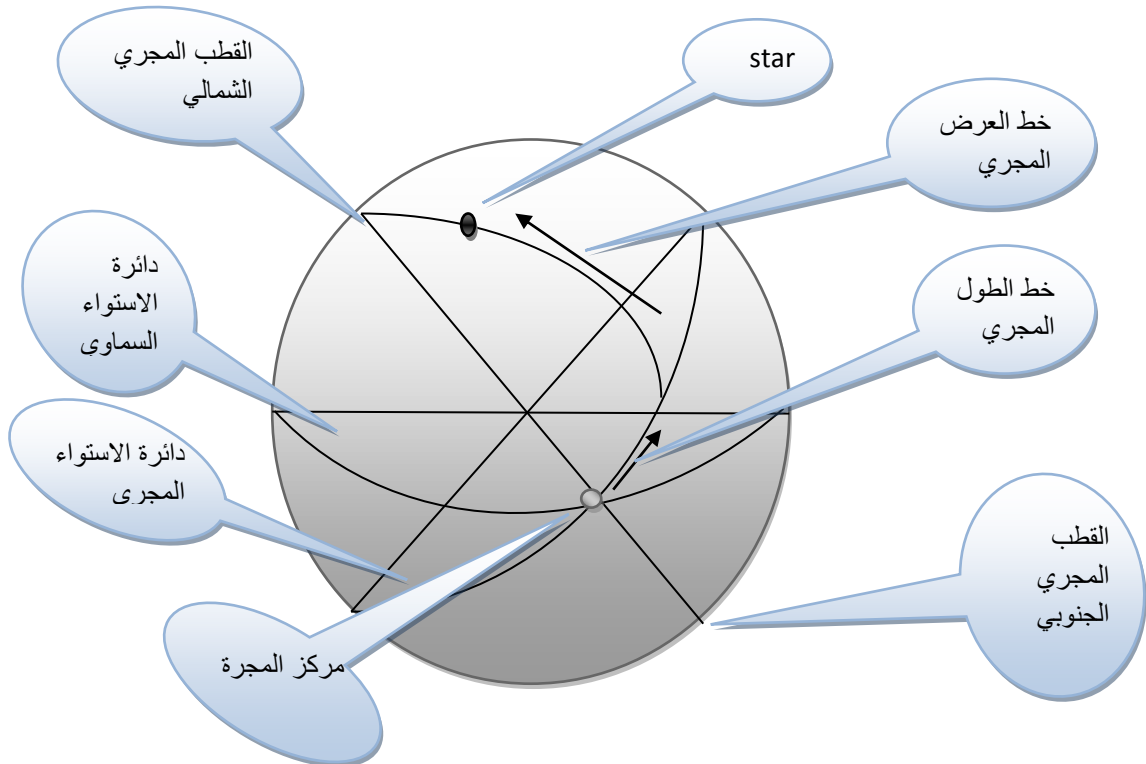 القطب المجري
الشمالي
star
خط العرض
المجري
دائرة
الاستواء
السماوي
خط الطول
المجري
دائرة الاستواء
المجري
القطب
المجري
الجنوبي
مركز المجرة